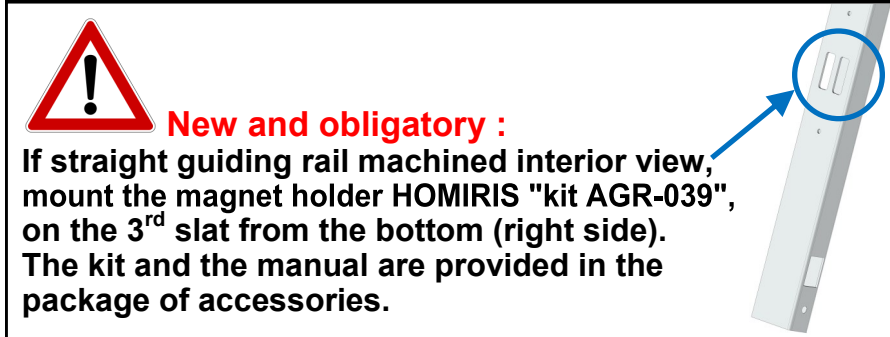 New and obligatory :
If straight guiding rail machined interior view,
mount the magnet holder HOMIRIS "kit AGR-039",
on the 3rd slat from the bottom (right side).
The kit and the manual are provided in the
package of accessories.